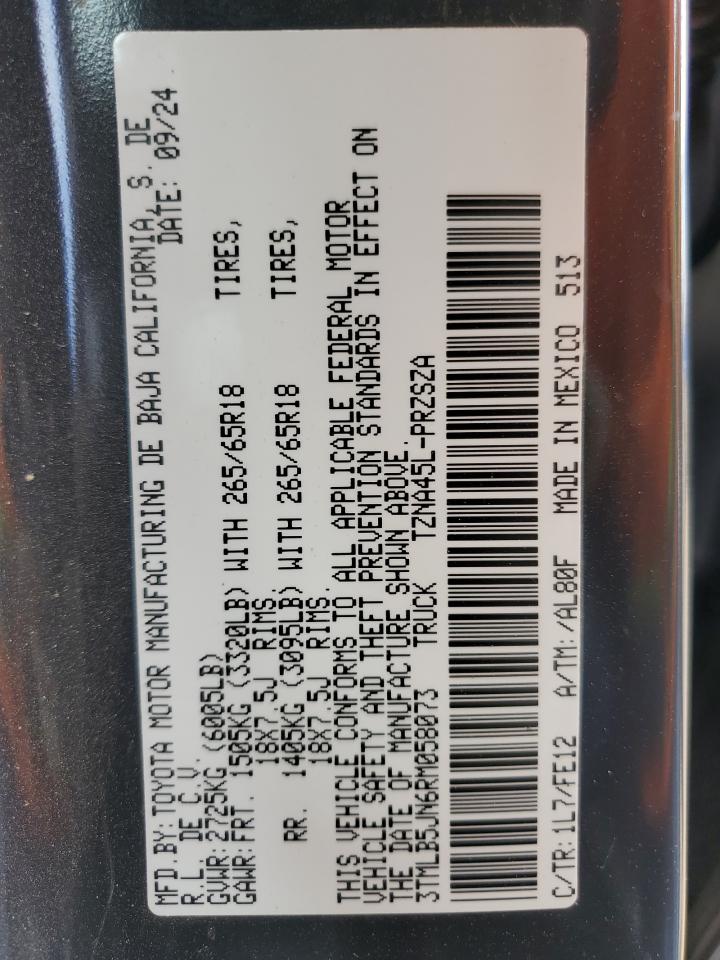 MFD.BY:TOYOTA MOTOR MANUFACTURING DE BAJA CALIFORNIA, S. DE
R.L. DE C.V. DATE: 09/24
GVWR:2725KG (6005LB)
GAWR:FRT. 1505KG (3320LB) WITH 265/65R18 TIRES,
18X7.5J RIMS.
RR. 1405KG (3095LB) WITH 265/65R18 TIRES,
18X7.5J RIMS.
THIS VEHICLE CONFORMS TO ALL APPLICABLE FEDERAL MOTOR
VEHICLE SAFETY AND THEFT PREVENTION STANDARDS IN EFFECT ON
THE DATE OF MANUFACTURE SHOWN ABOVE.
3TMLB5JN6RM058073 TRUCK TZNA45L-PRZSZA
C/TR:1L7/FE12 A/TM:/AL80F MADE IN MEXICO 513